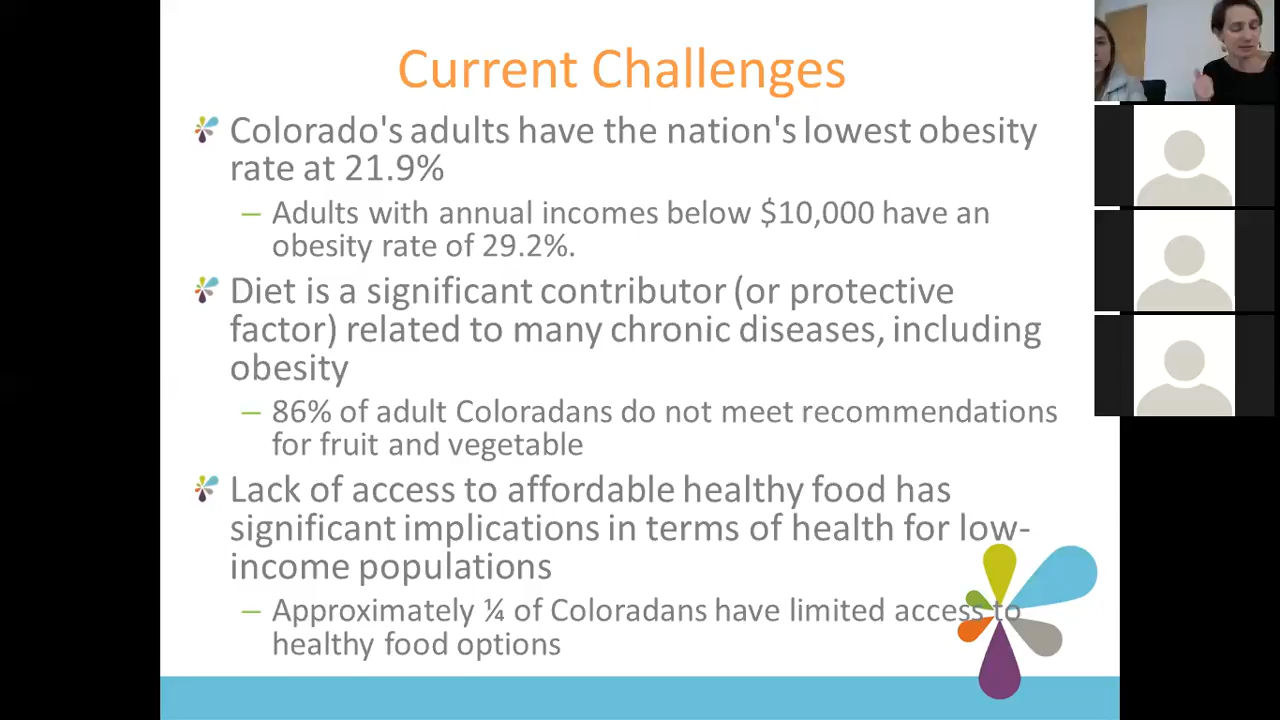 Current Challenges
Colorado's adults have the nation's lowest obesity
rate at 21.9%
– Adults with annual incomes below $10,000 have an
obesity rate of 29.2%.
Diet is a significant contributor (or protective
factor) related to many chronic diseases, including
obesity
– 86% of adult Coloradans do not meet recommendations
for fruit and vegetable
Lack of access to affordable healthy food has
significant implications in terms of health for low-
income populations
– Approximately ¼ of Coloradans have limited access to
healthy food options